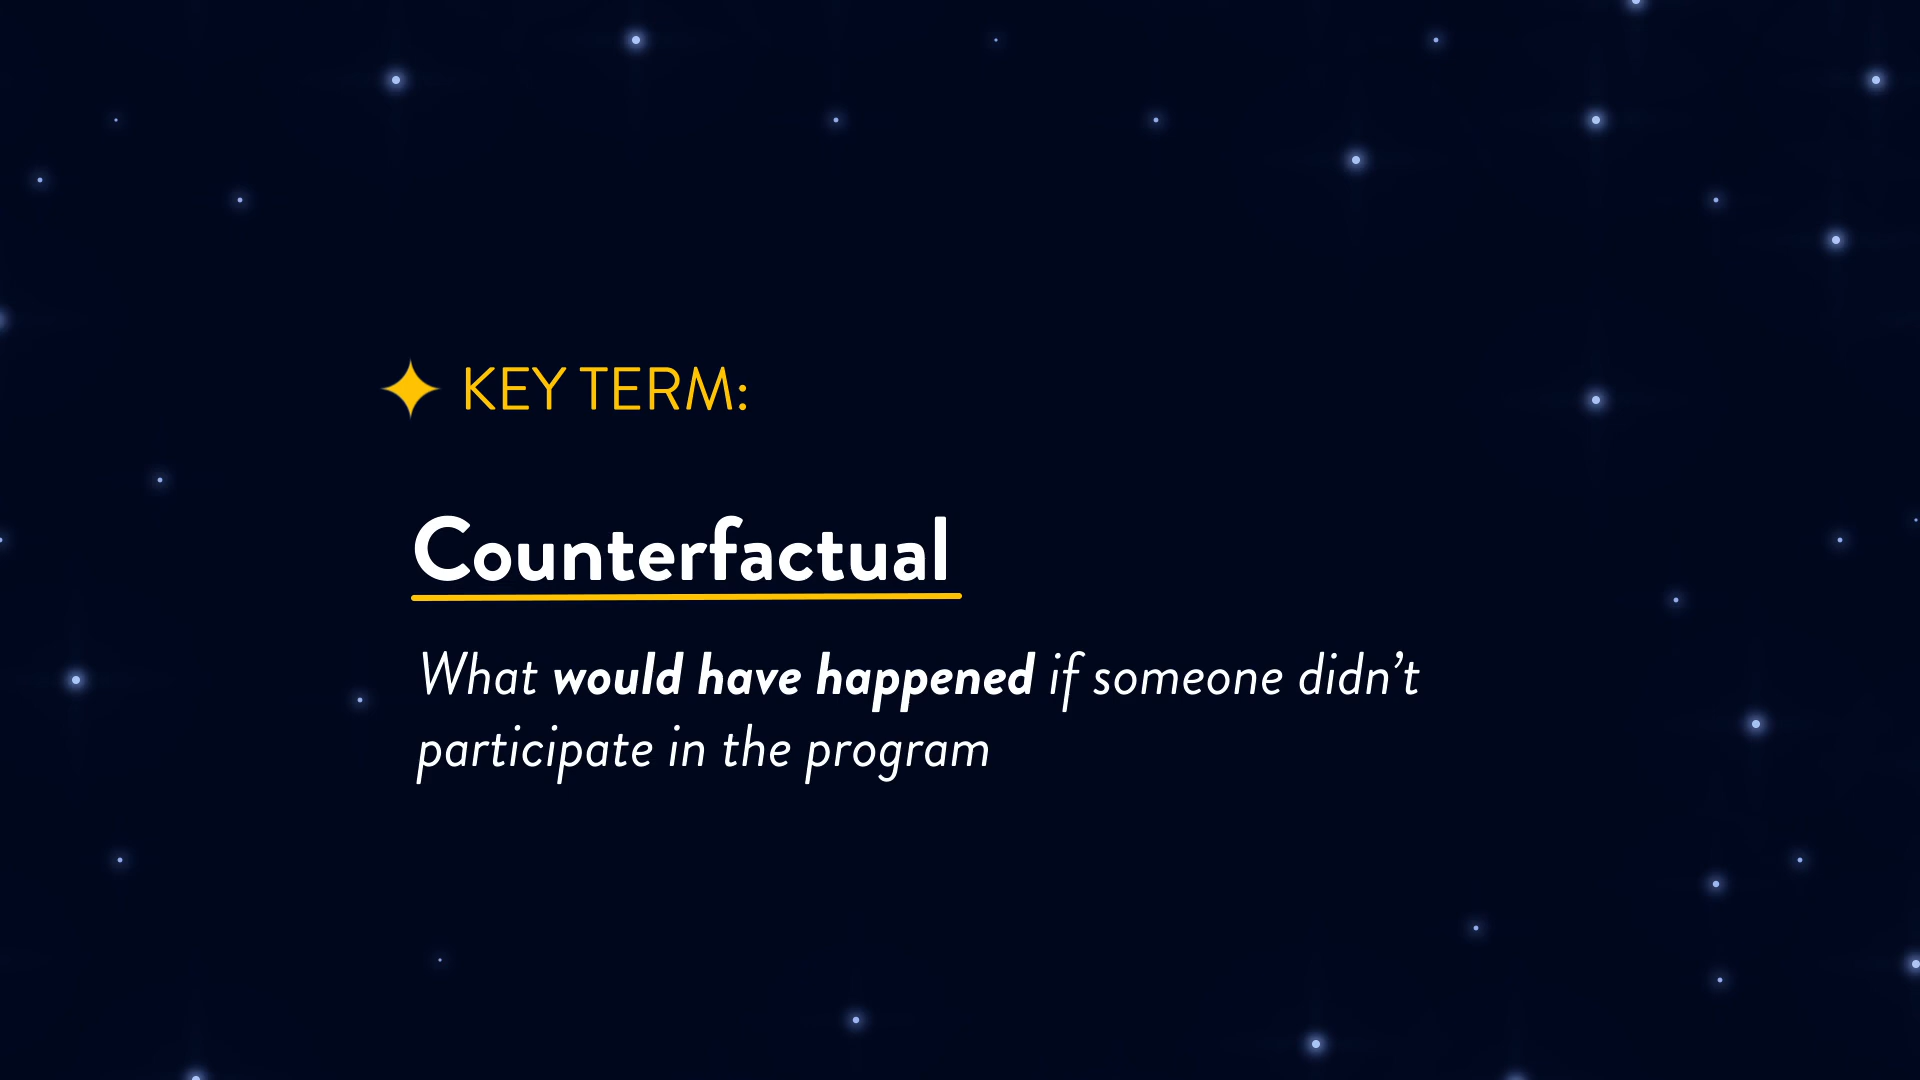 KEY TERM:
Counterfactual
What would have happened if someone didn’t
participate in the program